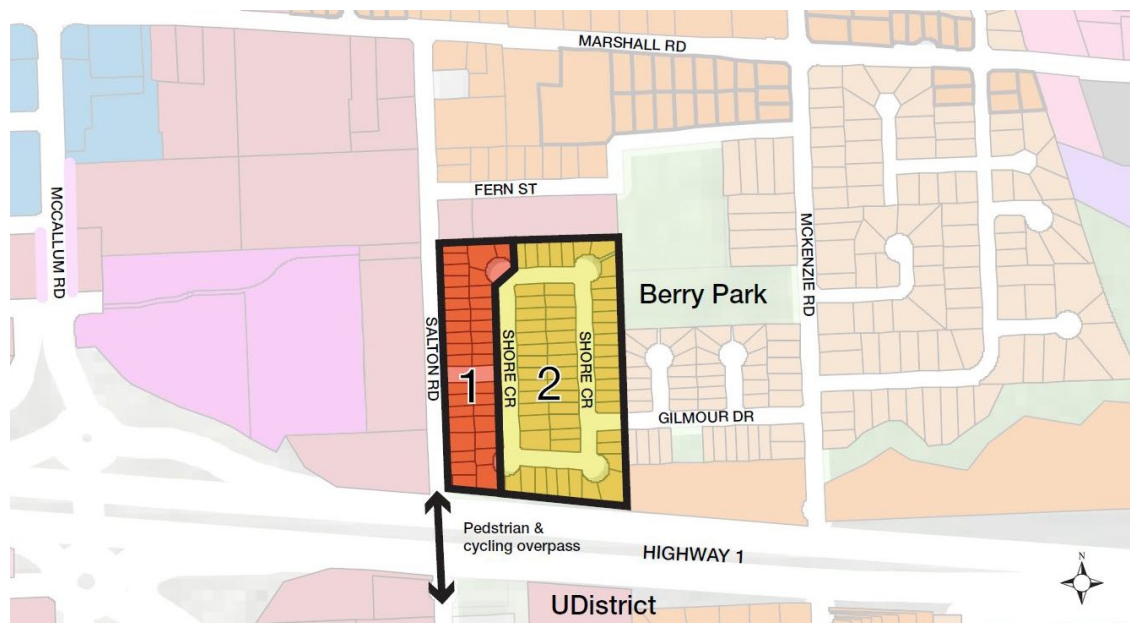 MARSHALL RD
FERN ST
MCCALLUM RD
MCKENZIE RD
Berry Park
SALTON RD
1
SHORE CR
2
SHORE CR
GILMOUR DR
Pedstrian &
cycling overpass
HIGHWAY 1
N
UDistrict